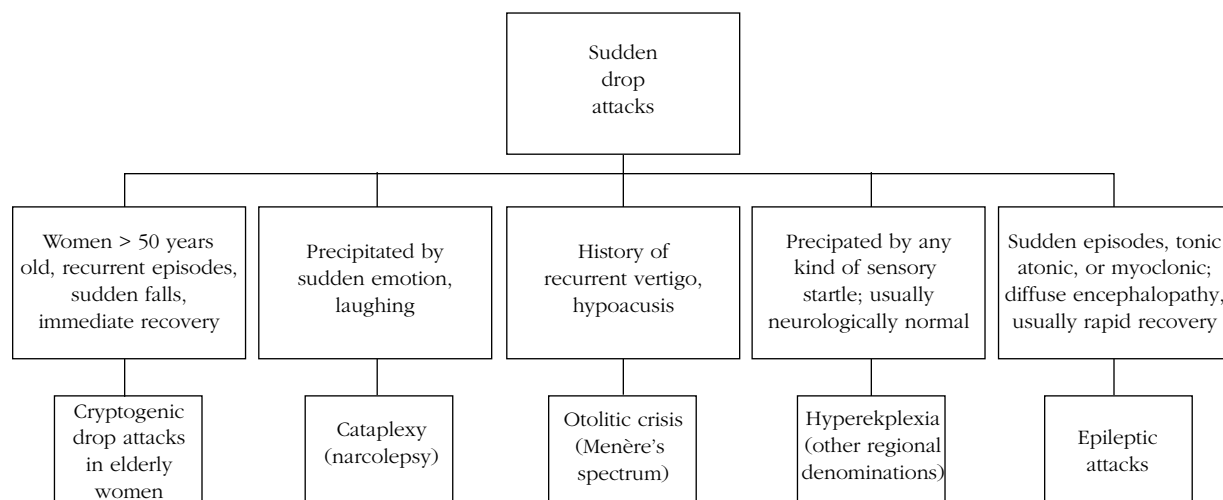 Sudden
drop
attacks
Women > 50 years
old, recurrent episodes,
sudden falls,
immediate recovery
Precipitated by
sudden emotion,
laughing
History of
recurrent vertigo,
hypoacusis
Precipated by any
kind of sensory
startle; usually
neurologically normal
Sudden episodes, tonic
atonic, or myoclonic;
diffuse encephalopathy,
usually rapid recovery
Cryptogenic
drop attacks
in elderly
women
Cataplexy
(narcolepsy)
Otolitic crisis
(Menère's
spectrum)
Hyperekplexia
(other regional
denominations)
Epileptic
attacks